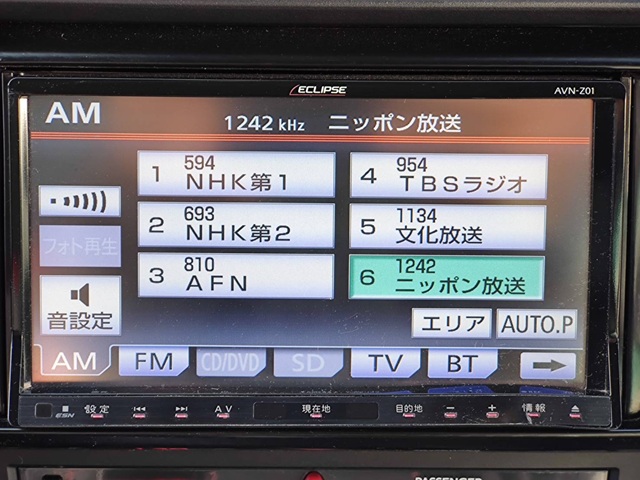 ECLIPSE
AVN-Z01
AM
1242 kHz ニッポン放送
1 594 NHK第1
4 954 TBSラジオ
2 693 NHK第2
5 1134 文化放送
3 810 AFN
6 1242 ニッポン放送
フォト再生
音設定
エリア
AUTO.P
AM FM CD/DVD SD TV BT
ESN 設定 AV 現在地 目的地 − + 情報
PASSENGER